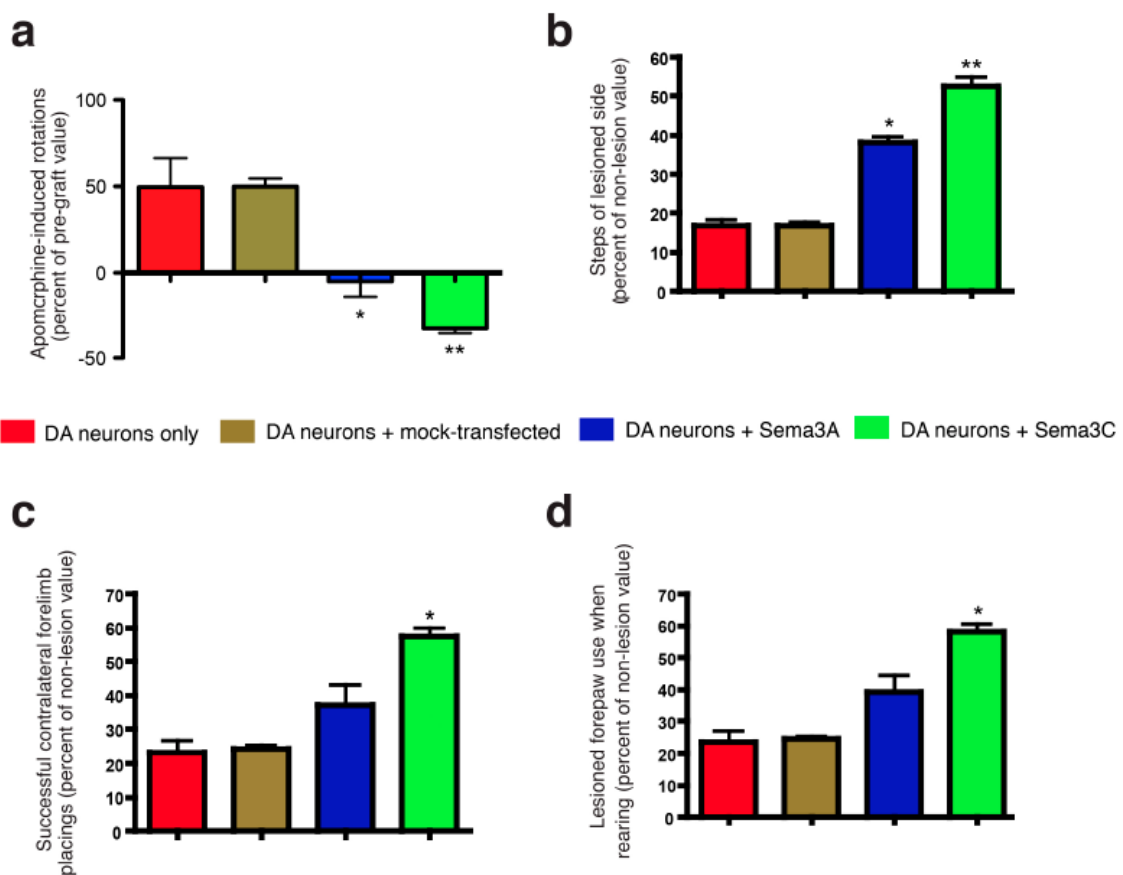 a
Apomcrphine-induced rotations
(percent of pre-graft value)
100
50
0
-50
*
**
b
Steps of lesioned side
(percent of non-lesion value)
60
50
40
30
20
10
0
*
**
DA neurons only
DA neurons + mock-transfected
DA neurons + Sema3A
DA neurons + Sema3C
c
Successful contralateral forelimb
placings (percent of non-lesion value)
70
60
50
40
30
20
10
0
*
d
Lesioned forepaw use when
rearing (percent of non-lesion value)
70
60
50
40
30
20
10
0
*